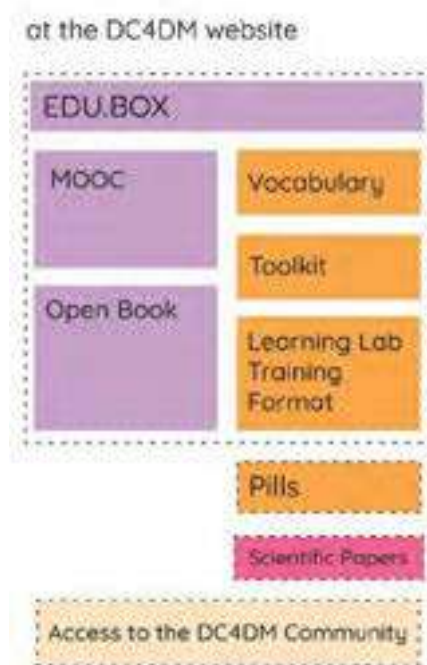 at the DC4DM website
EDU.BOX
MOOC
Vocabulary
Toolkit
Open Book
Learning Lab
Training
Format
Pills
Scientific Papers
Access to the DC4DM Community